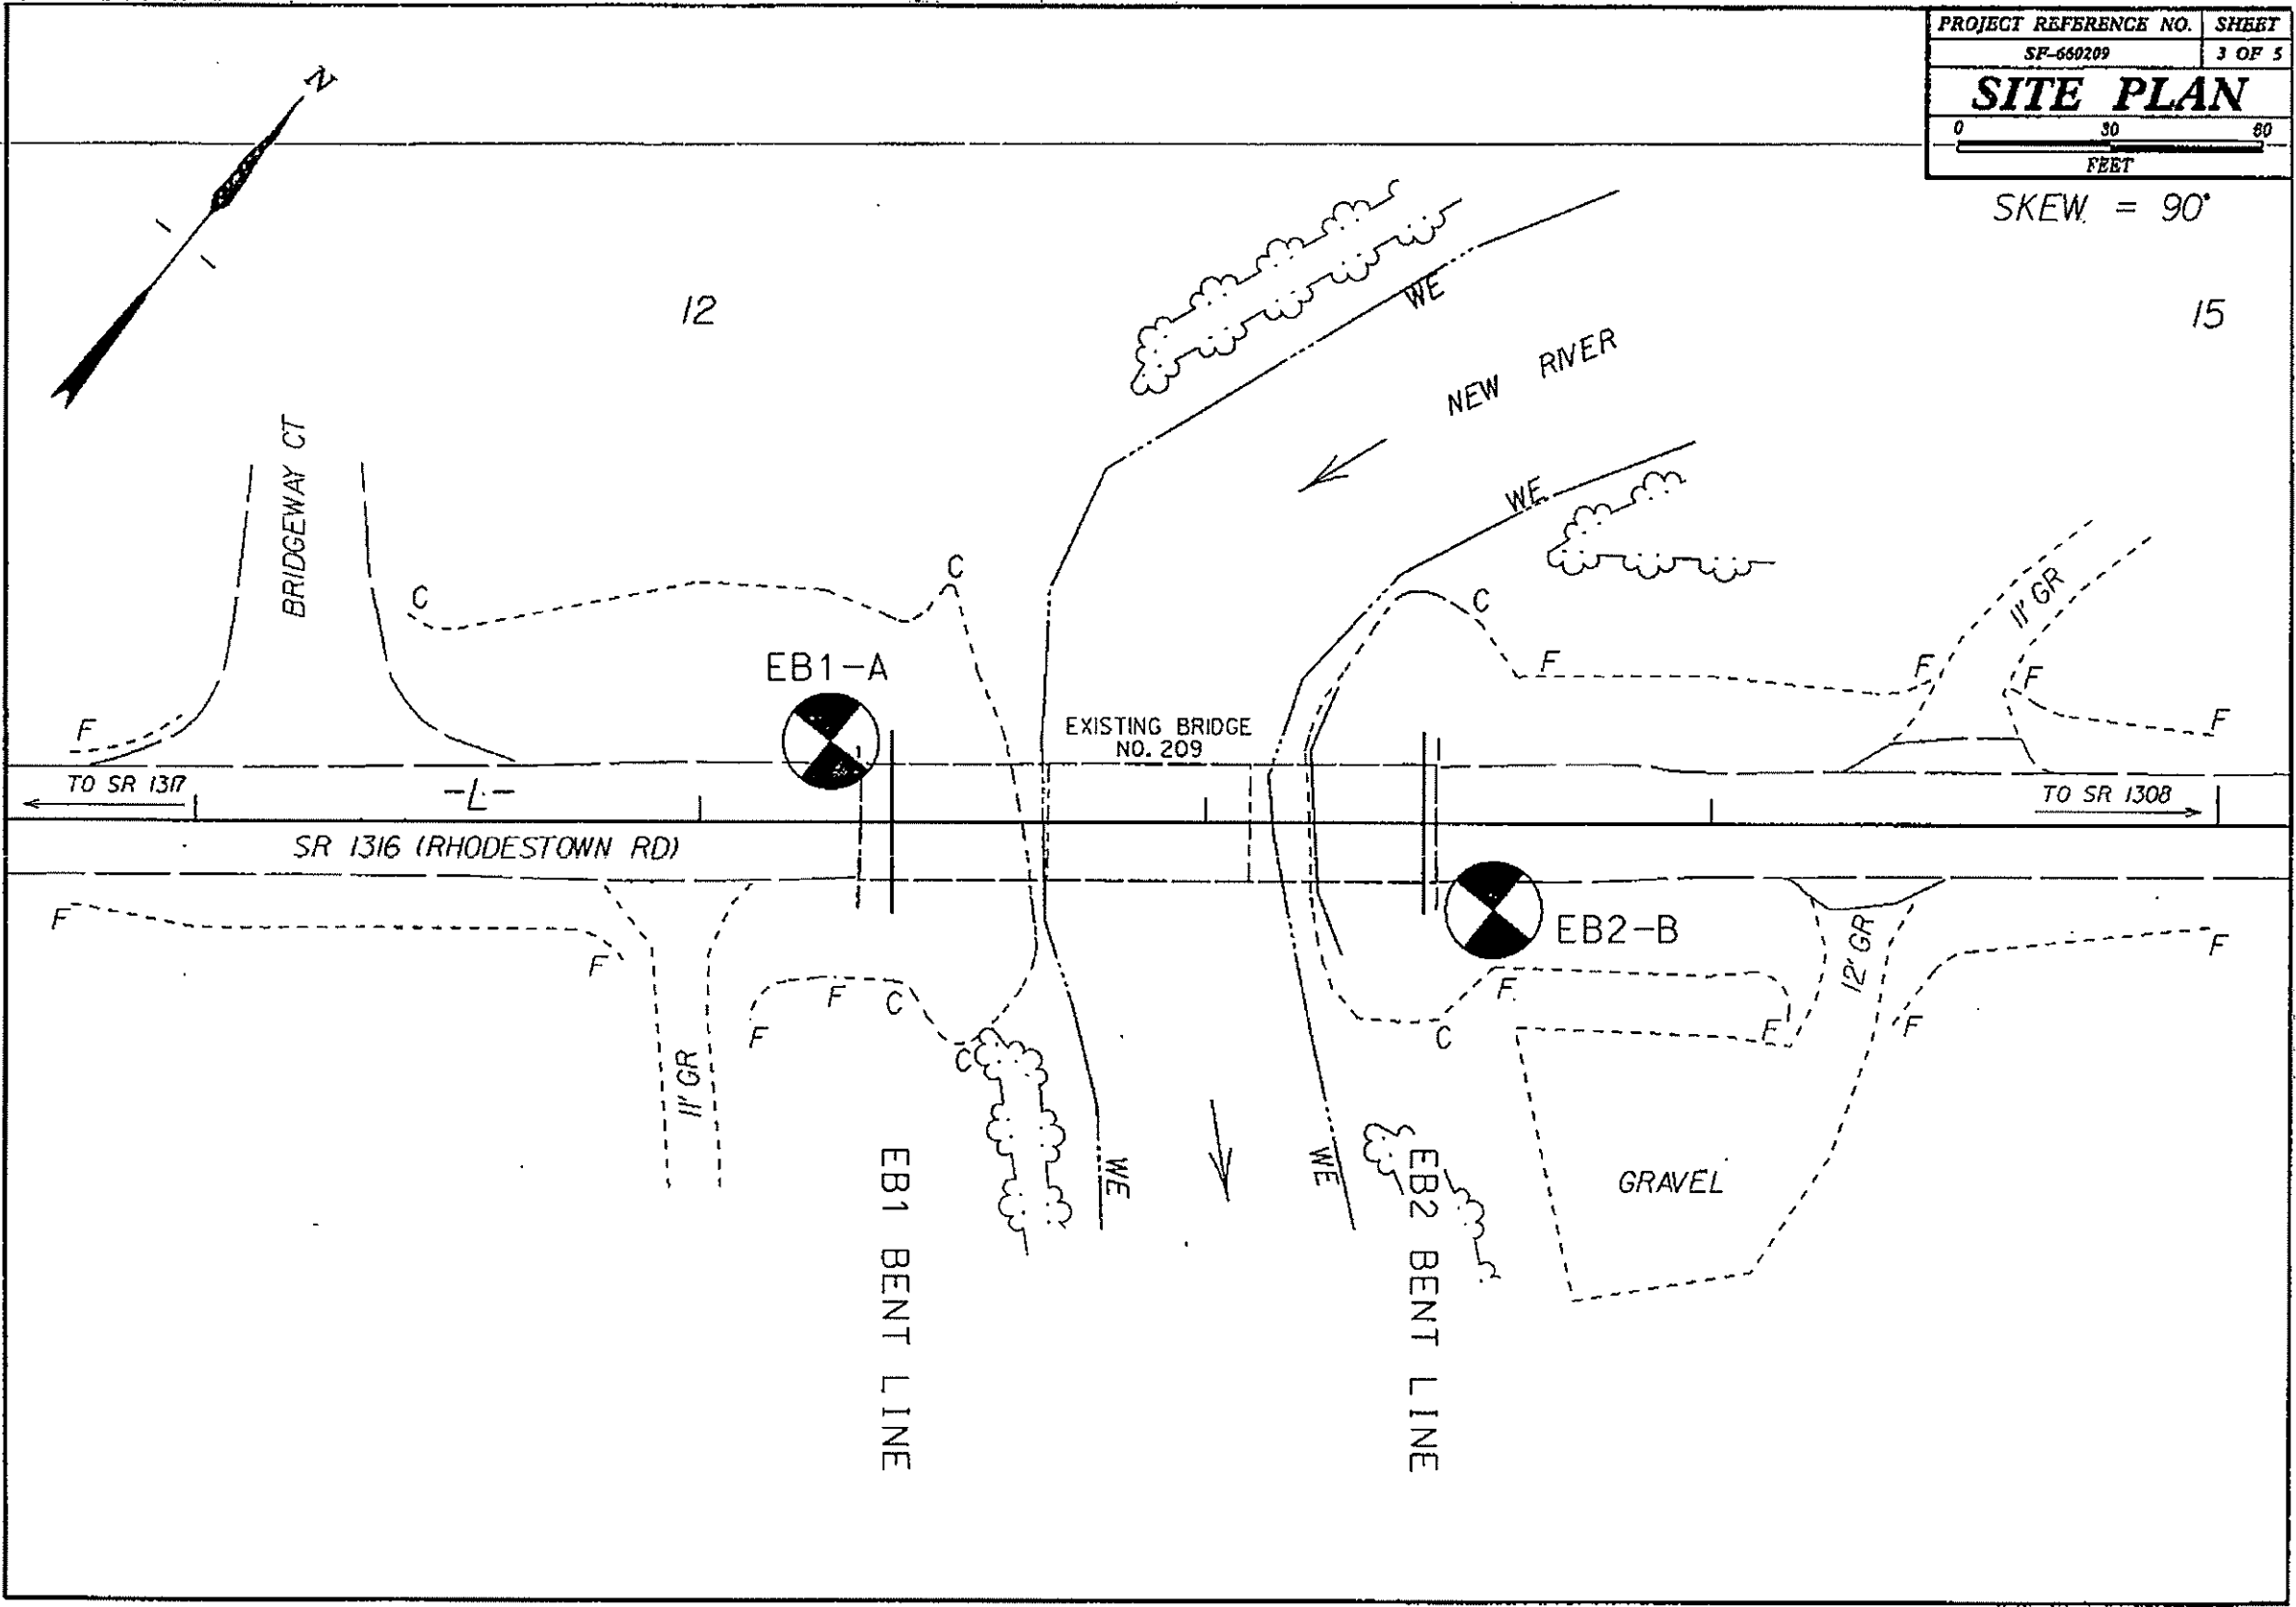 PROJECT REFERENCE NO. SHEET
SF-660209 3 OF 5
SITE PLAN
0 30 60
FEET
SKEW. = 90°
N
12
15
WE
NEW RIVER
WE
BRIDGEWAY CT
C
C
C
11' GR
F
F
F
F
F
EB1-A
EXISTING BRIDGE
NO. 209
TO SR 1317
-L-
TO SR 1308
SR 1316 (RHODESTOWN RD)
F
F
F
F
C
C
EB2-B
F
C
F
12' GR
F
F
11' GR
WE
WE
GRAVEL
EB1 BENT LINE
EB2 BENT LINE